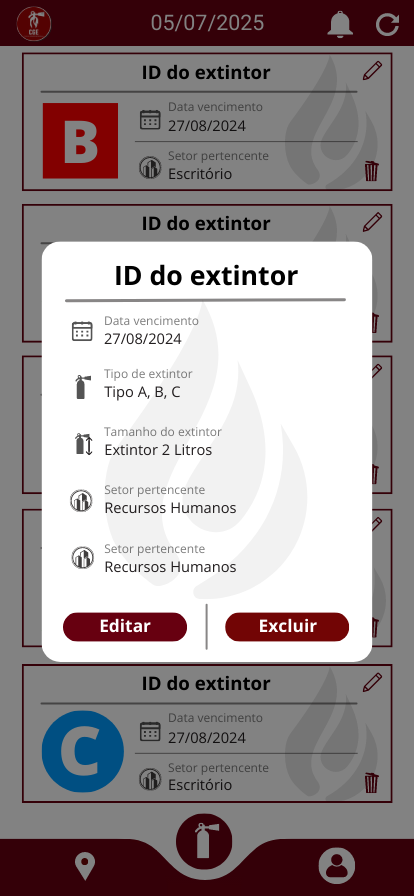 CGE
05/07/2025
ID do extintor
B
Data vencimento
27/08/2024
Setor pertencente
Escritório
ID do extintor
ID do extintor
Data vencimento
27/08/2024
Tipo de extintor
Tipo A, B, C
Tamanho do extintor
Extintor 2 Litros
Setor pertencente
Recursos Humanos
Setor pertencente
Recursos Humanos
Editar
Excluir
ID do extintor
C
Data vencimento
27/08/2024
Setor pertencente
Escritório